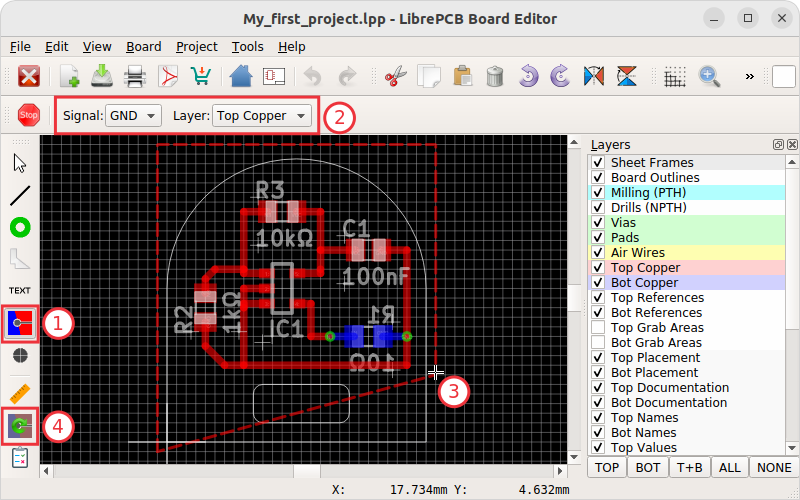 My_first_project.lpp - LibrePCB Board Editor
File Edit View Board Project Tools Help
»
Stop Signal: GND Layer: Top Copper 2
Layers
Sheet Frames
Board Outlines
Milling (PTH)
Drills (NPTH)
Vias
Pads
Air Wires
Top Copper
Bot Copper
Top References
Bot References
Top Grab Areas
Bot Grab Areas
Top Placement
Bot Placement
Top Documentation
Bot Documentation
Top Names
Bot Names
Top Values
TOP BOT T+B ALL NONE
TEXT
1
4
R3
10kΩ
C1
100nF
R2
1kΩ
IC1
R1
10Ω
3
X: 17.734mm Y: 4.632mm